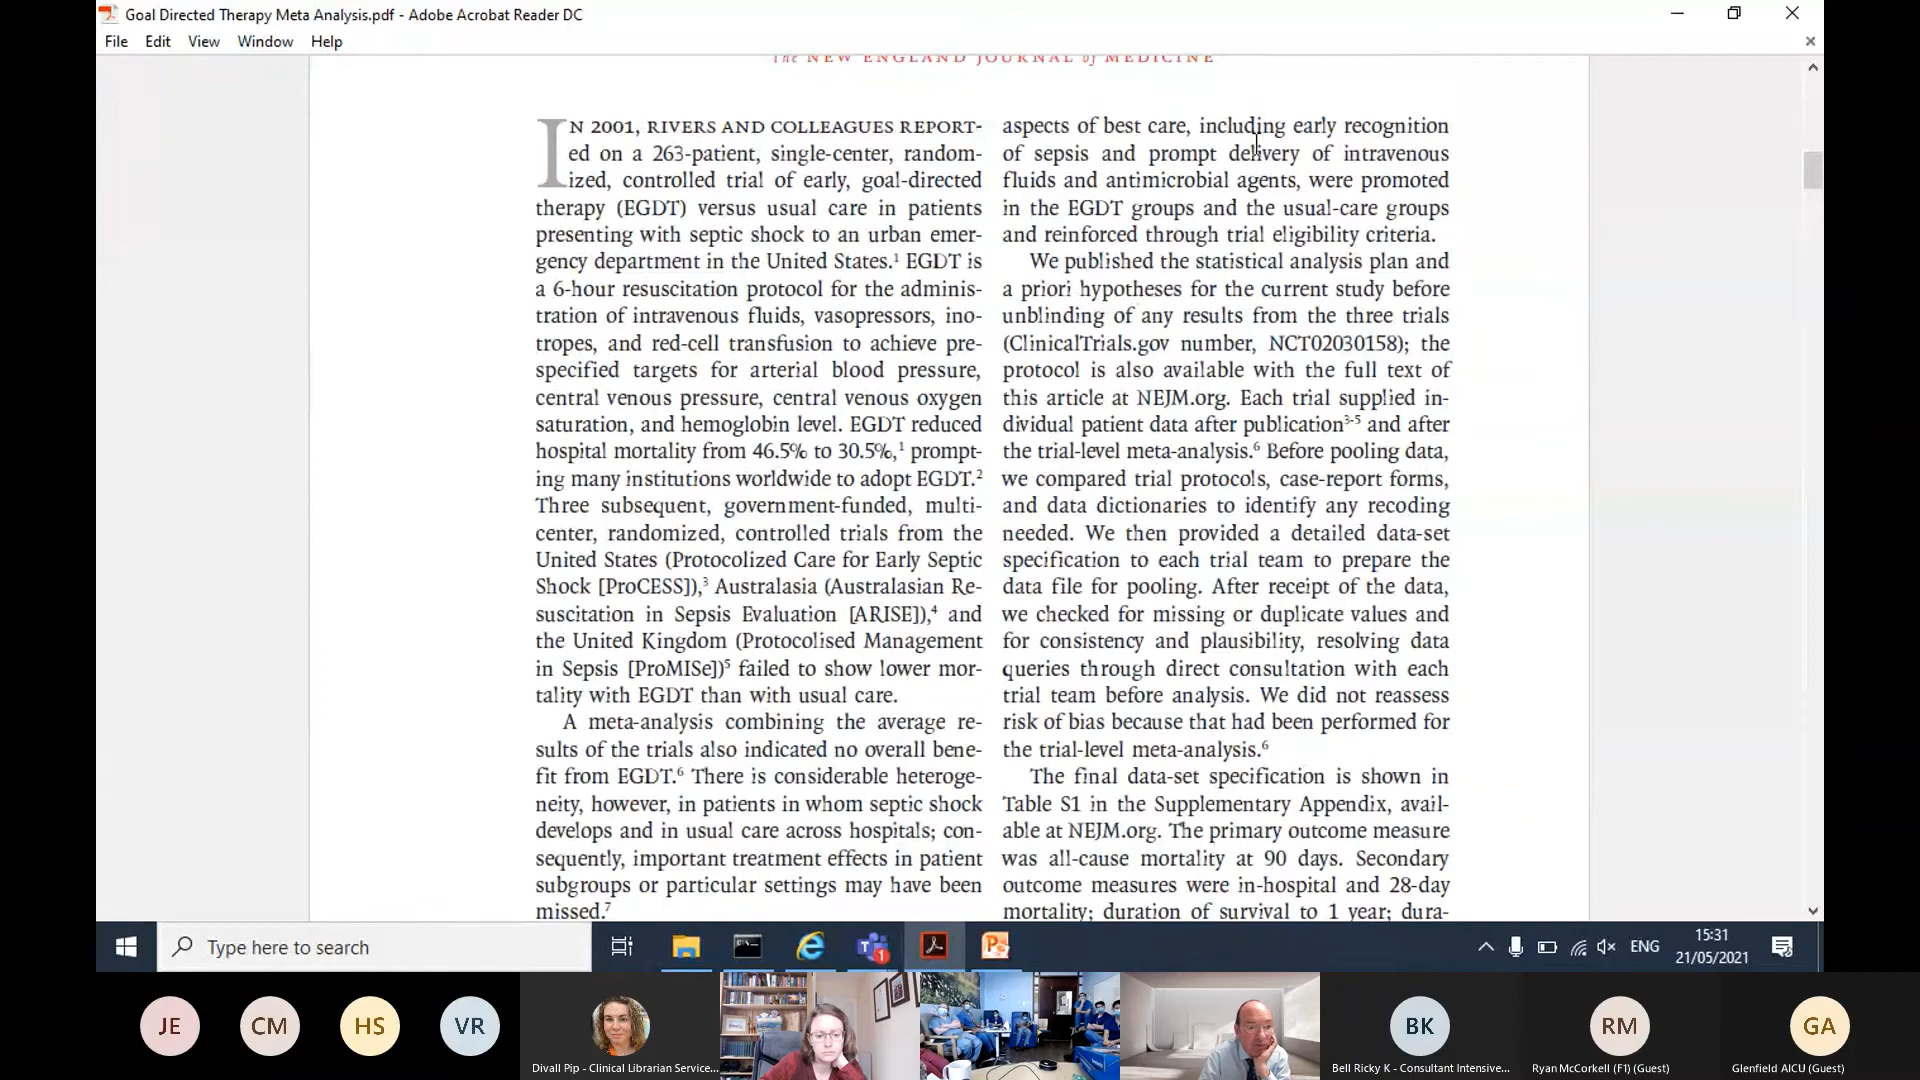 Goal Directed Therapy Meta Analysis.pdf - Adobe Acrobat Reader DC
File Edit View Window Help
The NEW ENGLAND JOURNAL of MEDICINE
IN 2001, RIVERS AND COLLEAGUES REPORT-
ed on a 263-patient, single-center, random-
ized, controlled trial of early, goal-directed
therapy (EGDT) versus usual care in patients
presenting with septic shock to an urban emer-
gency department in the United States.¹ EGDT is
a 6-hour resuscitation protocol for the adminis-
tration of intravenous fluids, vasopressors, ino-
tropes, and red-cell transfusion to achieve pre-
specified targets for arterial blood pressure,
central venous pressure, central venous oxygen
saturation, and hemoglobin level. EGDT reduced
hospital mortality from 46.5% to 30.5%,¹ prompt-
ing many institutions worldwide to adopt EGDT.²
Three subsequent, government-funded, multi-
center, randomized, controlled trials from the
United States (Protocolized Care for Early Septic
Shock [ProCESS]),³ Australasia (Australasian Re-
suscitation in Sepsis Evaluation [ARISE]),⁴ and
the United Kingdom (Protocolised Management
in Sepsis [ProMISe])⁵ failed to show lower mor-
tality with EGDT than with usual care.
A meta-analysis combining the average re-
sults of the trials also indicated no overall bene-
fit from EGDT.⁶ There is considerable heteroge-
neity, however, in patients in whom septic shock
develops and in usual care across hospitals; con-
sequently, important treatment effects in patient
subgroups or particular settings may have been
missed.⁷
aspects of best care, including early recognition
of sepsis and prompt delivery of intravenous
fluids and antimicrobial agents, were promoted
in the EGDT groups and the usual-care groups
and reinforced through trial eligibility criteria.
We published the statistical analysis plan and
a priori hypotheses for the current study before
unblinding of any results from the three trials
(ClinicalTrials.gov number, NCT02030158); the
protocol is also available with the full text of
this article at NEJM.org. Each trial supplied in-
dividual patient data after publication³⁻⁵ and after
the trial-level meta-analysis.⁶ Before pooling data,
we compared trial protocols, case-report forms,
and data dictionaries to identify any recoding
needed. We then provided a detailed data-set
specification to each trial team to prepare the
data file for pooling. After receipt of the data,
we checked for missing or duplicate values and
for consistency and plausibility, resolving data
queries through direct consultation with each
trial team before analysis. We did not reassess
risk of bias because that had been performed for
the trial-level meta-analysis.⁶
The final data-set specification is shown in
Table S1 in the Supplementary Appendix, avail-
able at NEJM.org. The primary outcome measure
was all-cause mortality at 90 days. Secondary
outcome measures were in-hospital and 28-day
mortality; duration of survival to 1 year; dura-
Type here to search
1
ENG
15:31
21/05/2021
JE
CM
HS
VR
BK
RM
GA
Divall Pip - Clinical Librarian Service...
Bell Ricky K - Consultant Intensive...
Ryan McCorkell (F1) (Guest)
Glenfield AICU (Guest)